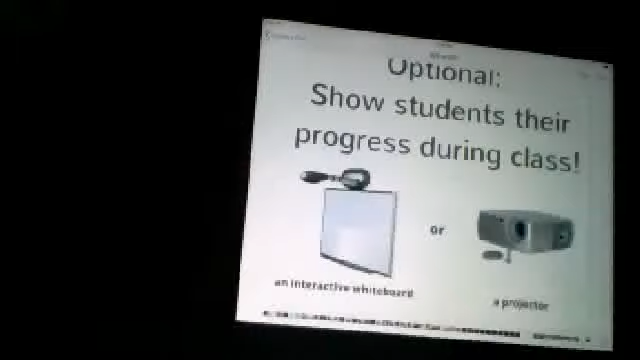 Optional:
Show students their
progress during class!
or
an interactive whiteboard
a projector